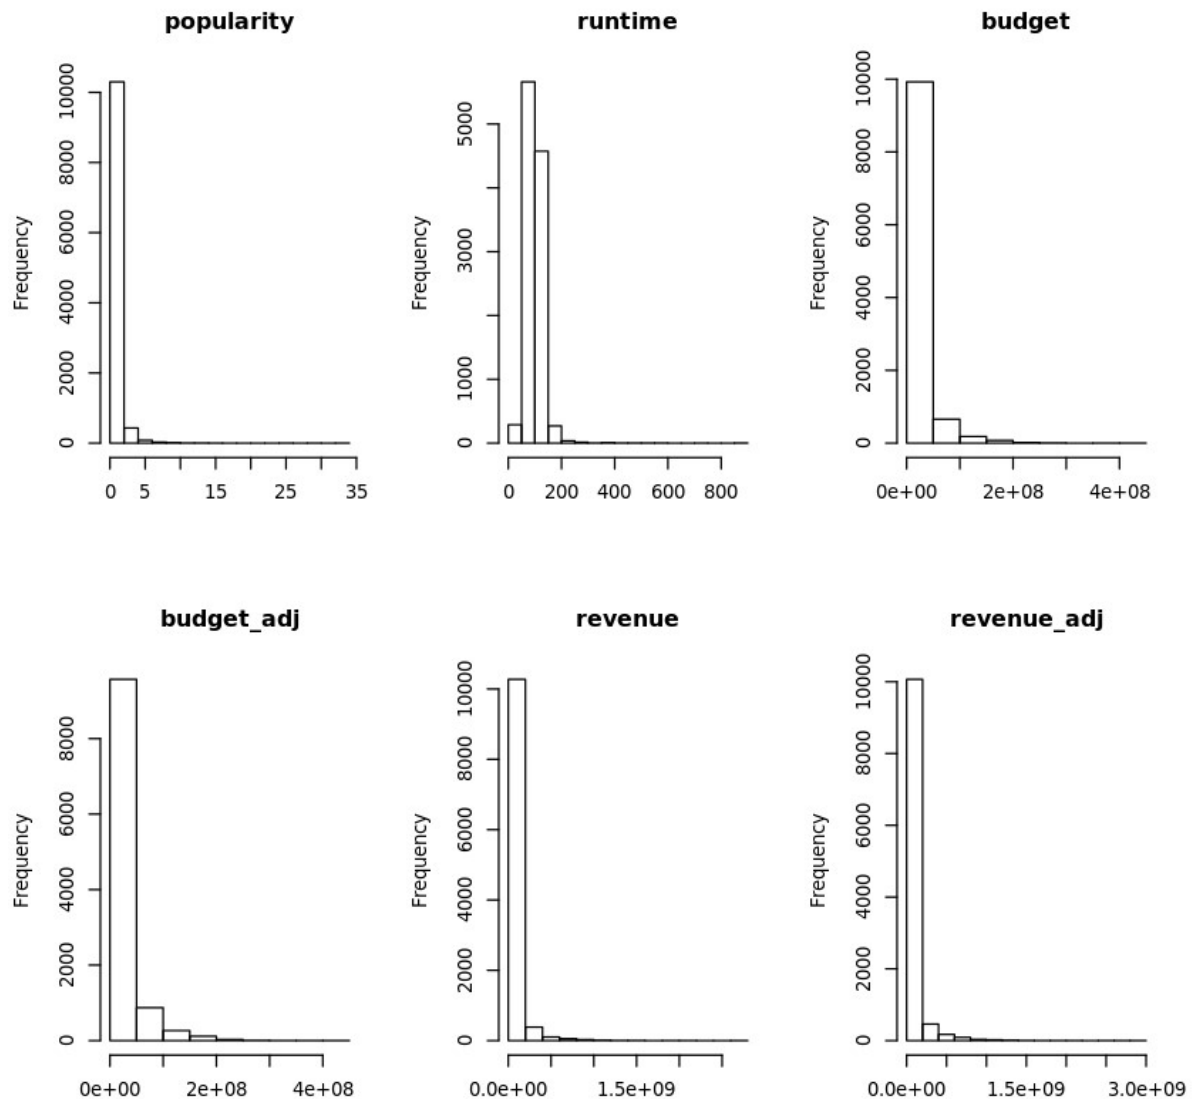 popularity
runtime
budget
Frequency
0 2000 4000 6000 8000 10000
0 5 15 25 35
Frequency
0 1000 3000 5000
0 200 400 600 800
Frequency
0 2000 4000 6000 8000 10000
0e+00 2e+08 4e+08
budget_adj
revenue
revenue_adj
Frequency
0 2000 4000 6000 8000
0e+00 2e+08 4e+08
Frequency
0 2000 4000 6000 8000 10000
0.0e+00 1.5e+09
Frequency
0 2000 4000 6000 8000 10000
0.0e+00 1.5e+09 3.0e+09